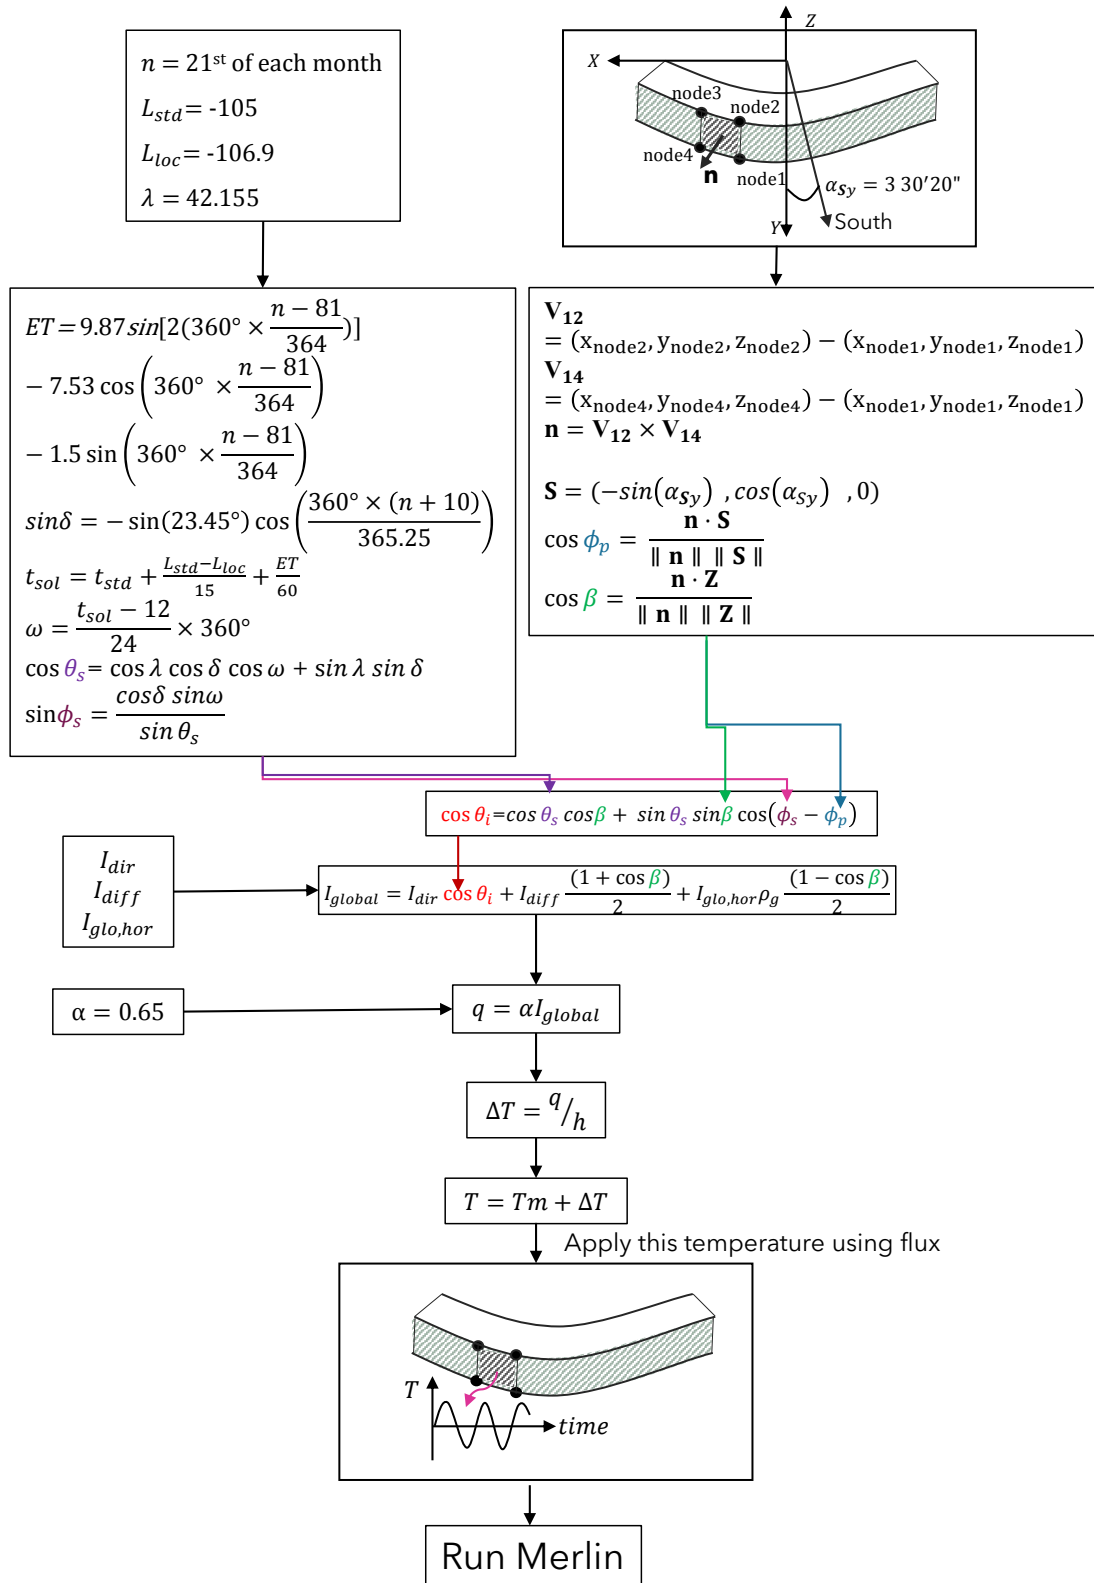 n = 21st of each month
L_std = -105
L_loc = -106.9
λ = 42.155
Z
X
node3
node2
node4
node1
n
α_Sy = 3 30′20"
Y
South
ET = 9.87 sin[2(360° × (n − 81)/364)]
− 7.53 cos (360° × (n − 81)/364)
− 1.5 sin (360° × (n − 81)/364)
sinδ = − sin(23.45°) cos (360° × (n + 10)/365.25)
t_sol = t_std + (L_std−L_loc)/15 + ET/60
ω = (t_sol − 12)/24 × 360°
cos θ_s = cos λ cos δ cos ω + sin λ sin δ
sinϕ_s = cosδ sinω / sin θ_s
V₁₂
= (x_node2, y_node2, z_node2) − (x_node1, y_node1, z_node1)
V₁₄
= (x_node4, y_node4, z_node4) − (x_node1, y_node1, z_node1)
n = V₁₂ × V₁₄
S = (−sin(α_Sy) , cos(α_Sy) , 0)
cos ϕ_p = n · S / ‖ n ‖ ‖ S ‖
cos β = n · Z / ‖ n ‖ ‖ Z ‖
cos θ_i = cos θ_s cosβ + sin θ_s sinβ cos(ϕ_s − ϕ_p)
I_dir
I_diff
I_glo,hor
I_global = I_dir cos θ_i + I_diff (1 + cos β)/2 + I_glo,hor ρ_g (1 − cos β)/2
α = 0.65
q = αI_global
ΔT = q/h
T = Tm + ΔT
Apply this temperature using flux
T
time
Run Merlin